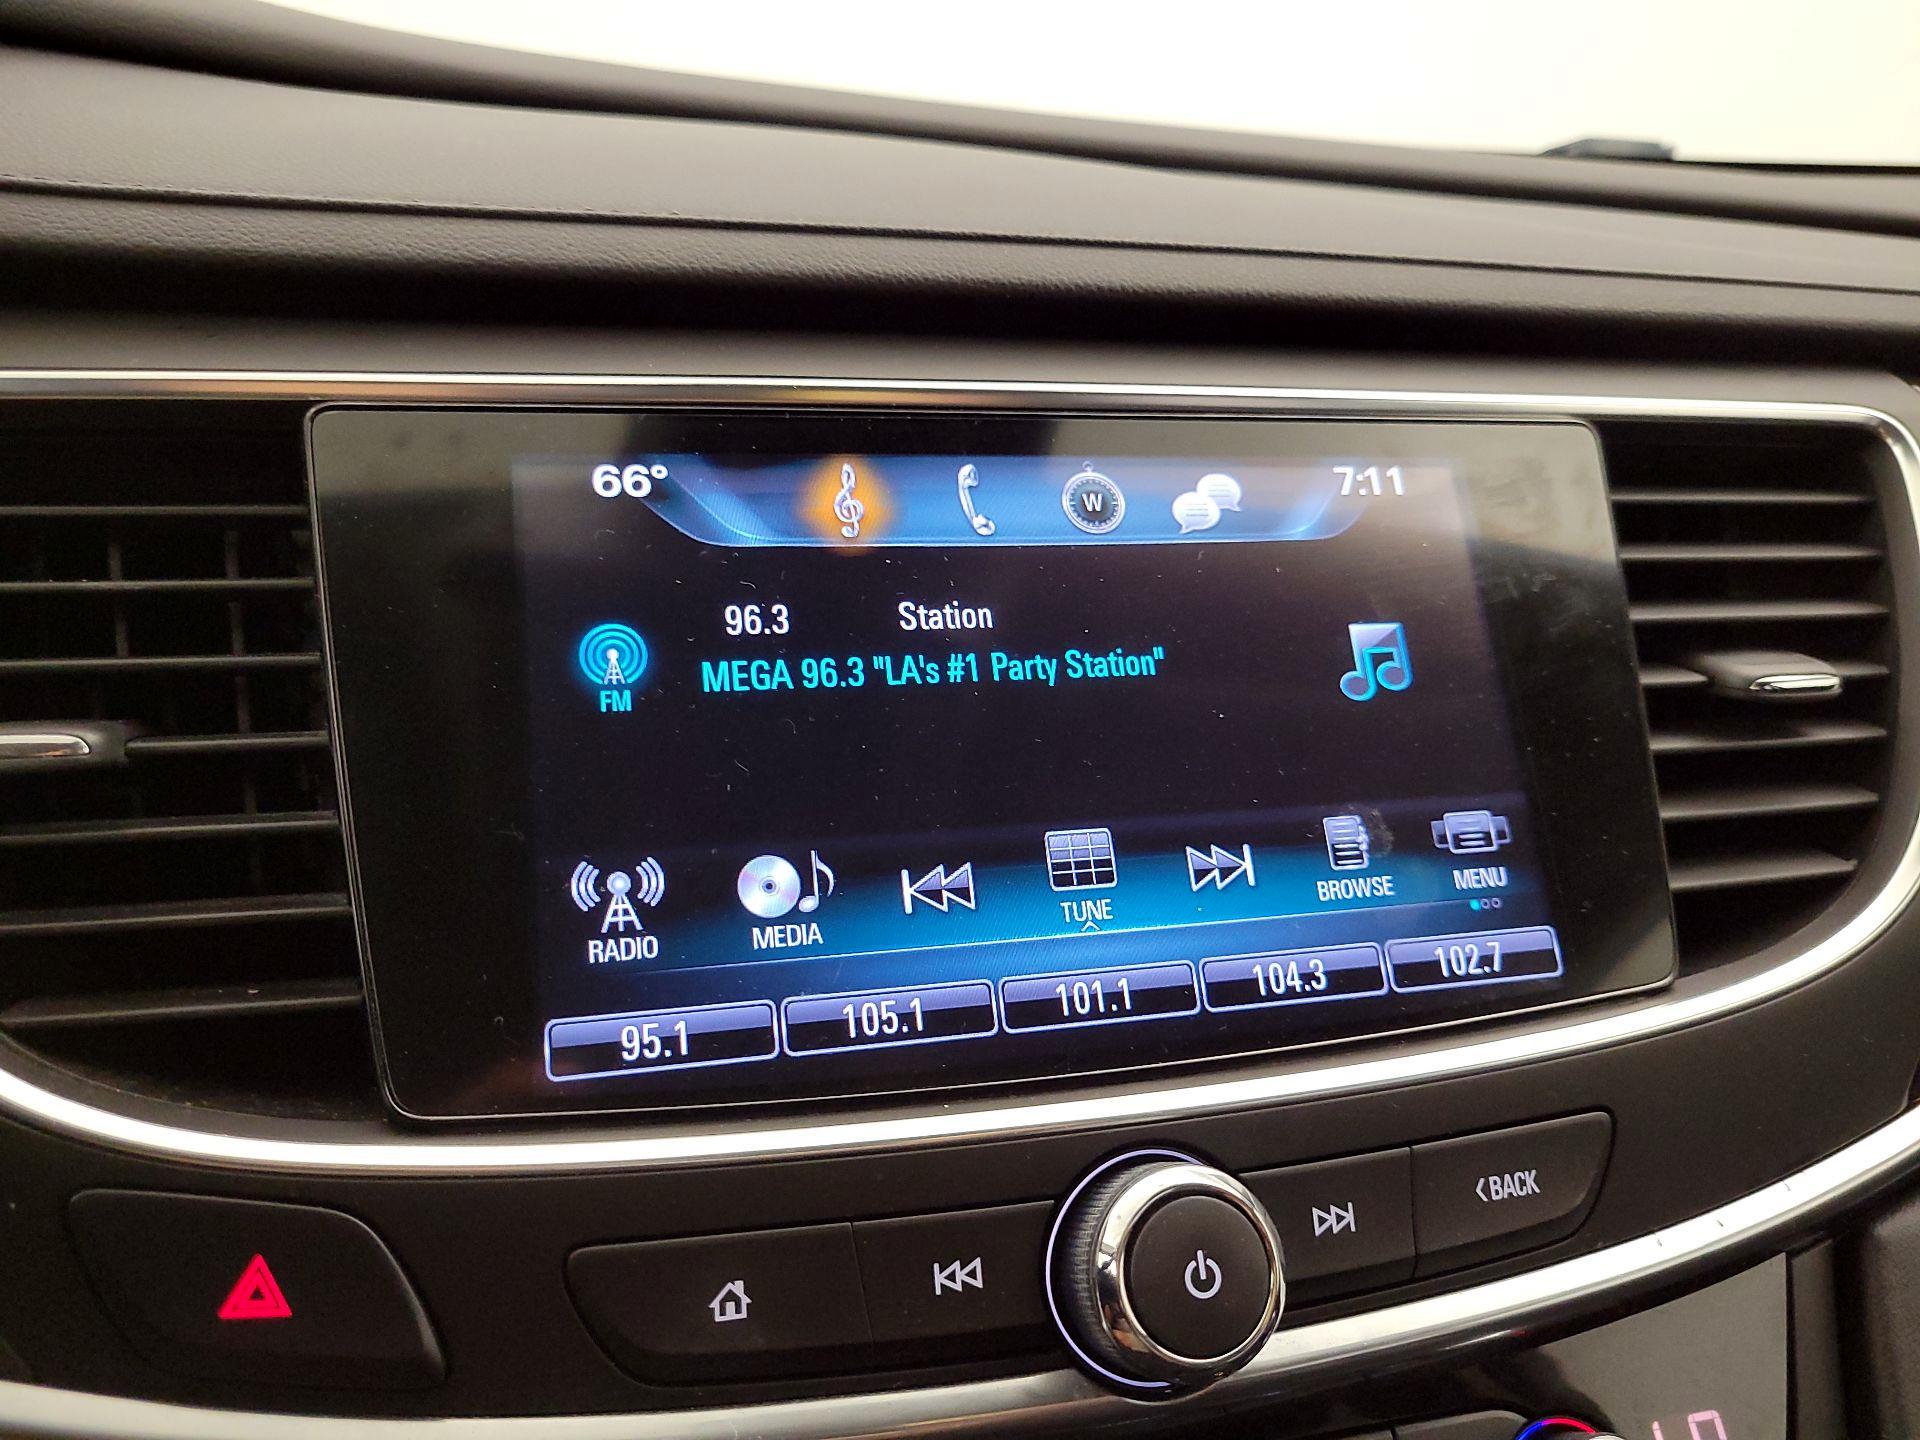 66° W 7:11
96.3 Station
FM MEGA 96.3 "LA's #1 Party Station"
RADIO MEDIA TUNE BROWSE MENU
95.1 105.1 101.1 104.3 102.7
<BACK